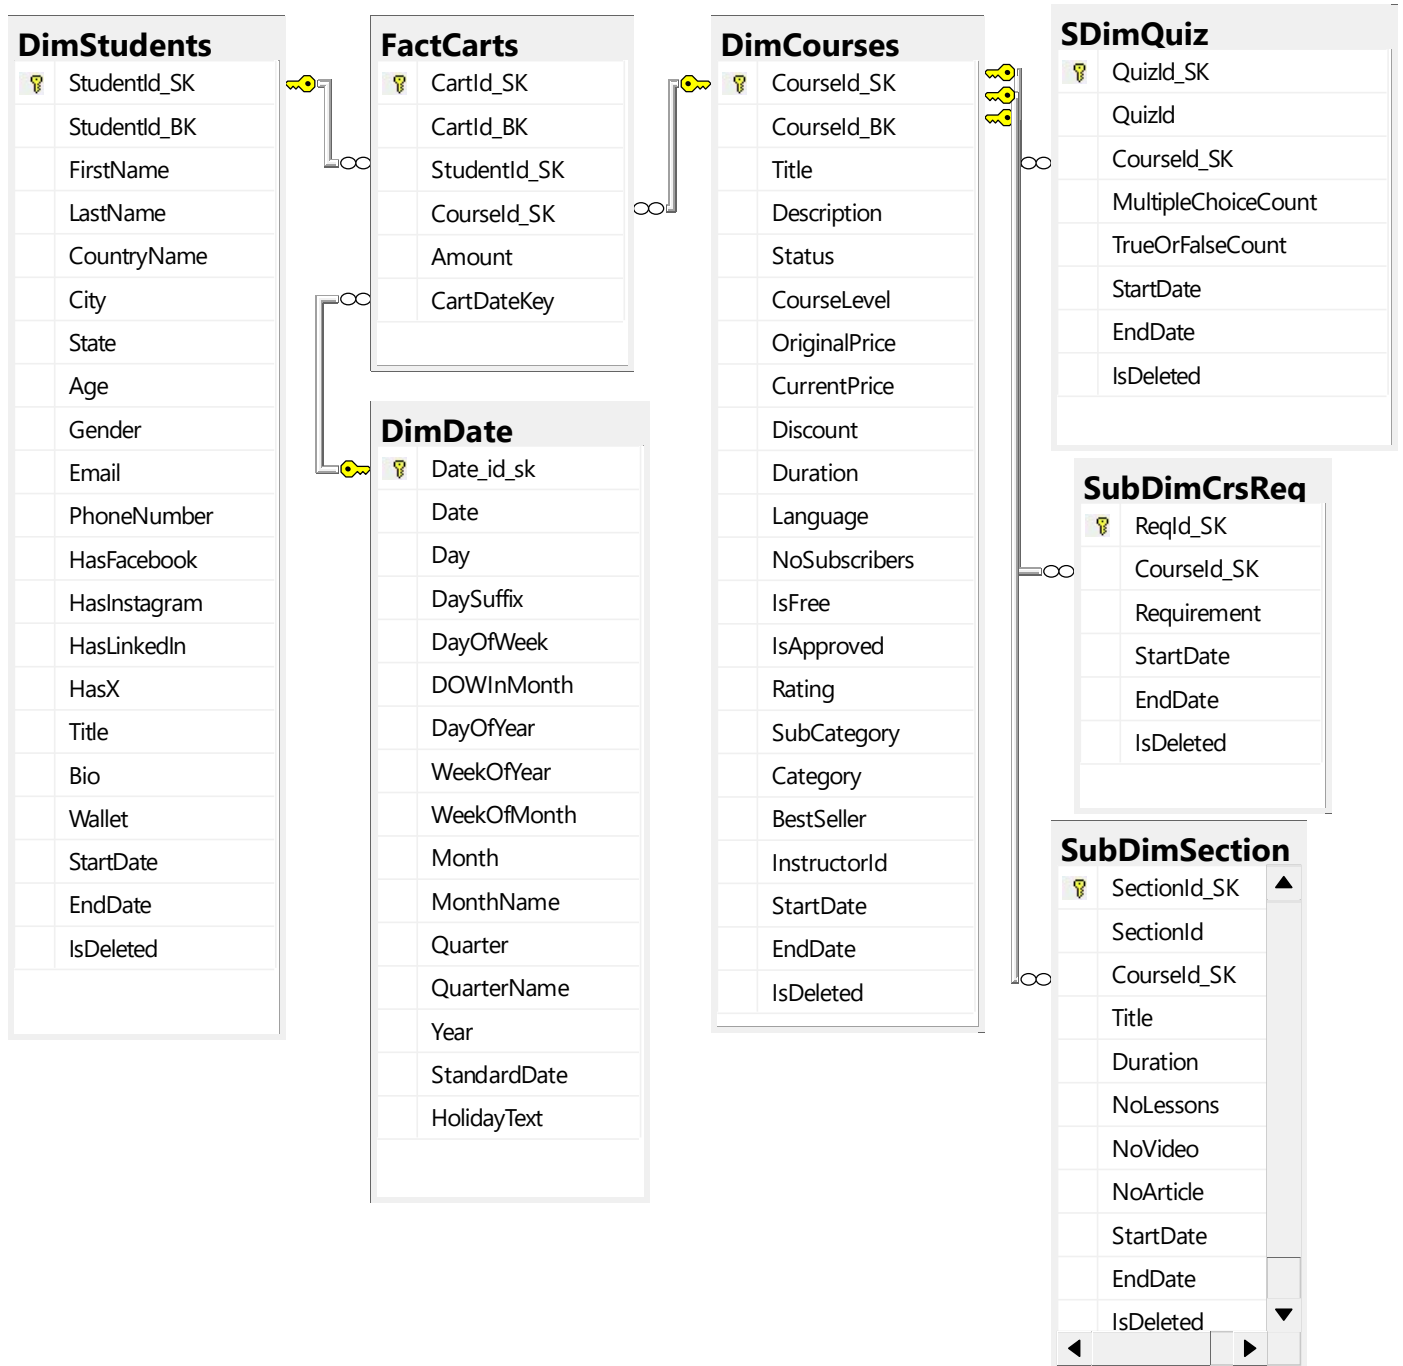 DimStudents
StudentId_SK
StudentId_BK
FirstName
LastName
CountryName
City
State
Age
Gender
Email
PhoneNumber
HasFacebook
HasInstagram
HasLinkedIn
HasX
Title
Bio
Wallet
StartDate
EndDate
IsDeleted
FactCarts
CartId_SK
CartId_BK
StudentId_SK
CourseId_SK
Amount
CartDateKey
DimDate
Date_id_sk
Date
Day
DaySuffix
DayOfWeek
DOWInMonth
DayOfYear
WeekOfYear
WeekOfMonth
Month
MonthName
Quarter
QuarterName
Year
StandardDate
HolidayText
DimCourses
CourseId_SK
CourseId_BK
Title
Description
Status
CourseLevel
OriginalPrice
CurrentPrice
Discount
Duration
Language
NoSubscribers
IsFree
IsApproved
Rating
SubCategory
Category
BestSeller
InstructorId
StartDate
EndDate
IsDeleted
SDimQuiz
QuizId_SK
QuizId
CourseId_SK
MultipleChoiceCount
TrueOrFalseCount
StartDate
EndDate
IsDeleted
SubDimCrsReq
ReqId_SK
CourseId_SK
Requirement
StartDate
EndDate
IsDeleted
SubDimSection
SectionId_SK
SectionId
CourseId_SK
Title
Duration
NoLessons
NoVideo
NoArticle
StartDate
EndDate
IsDeleted